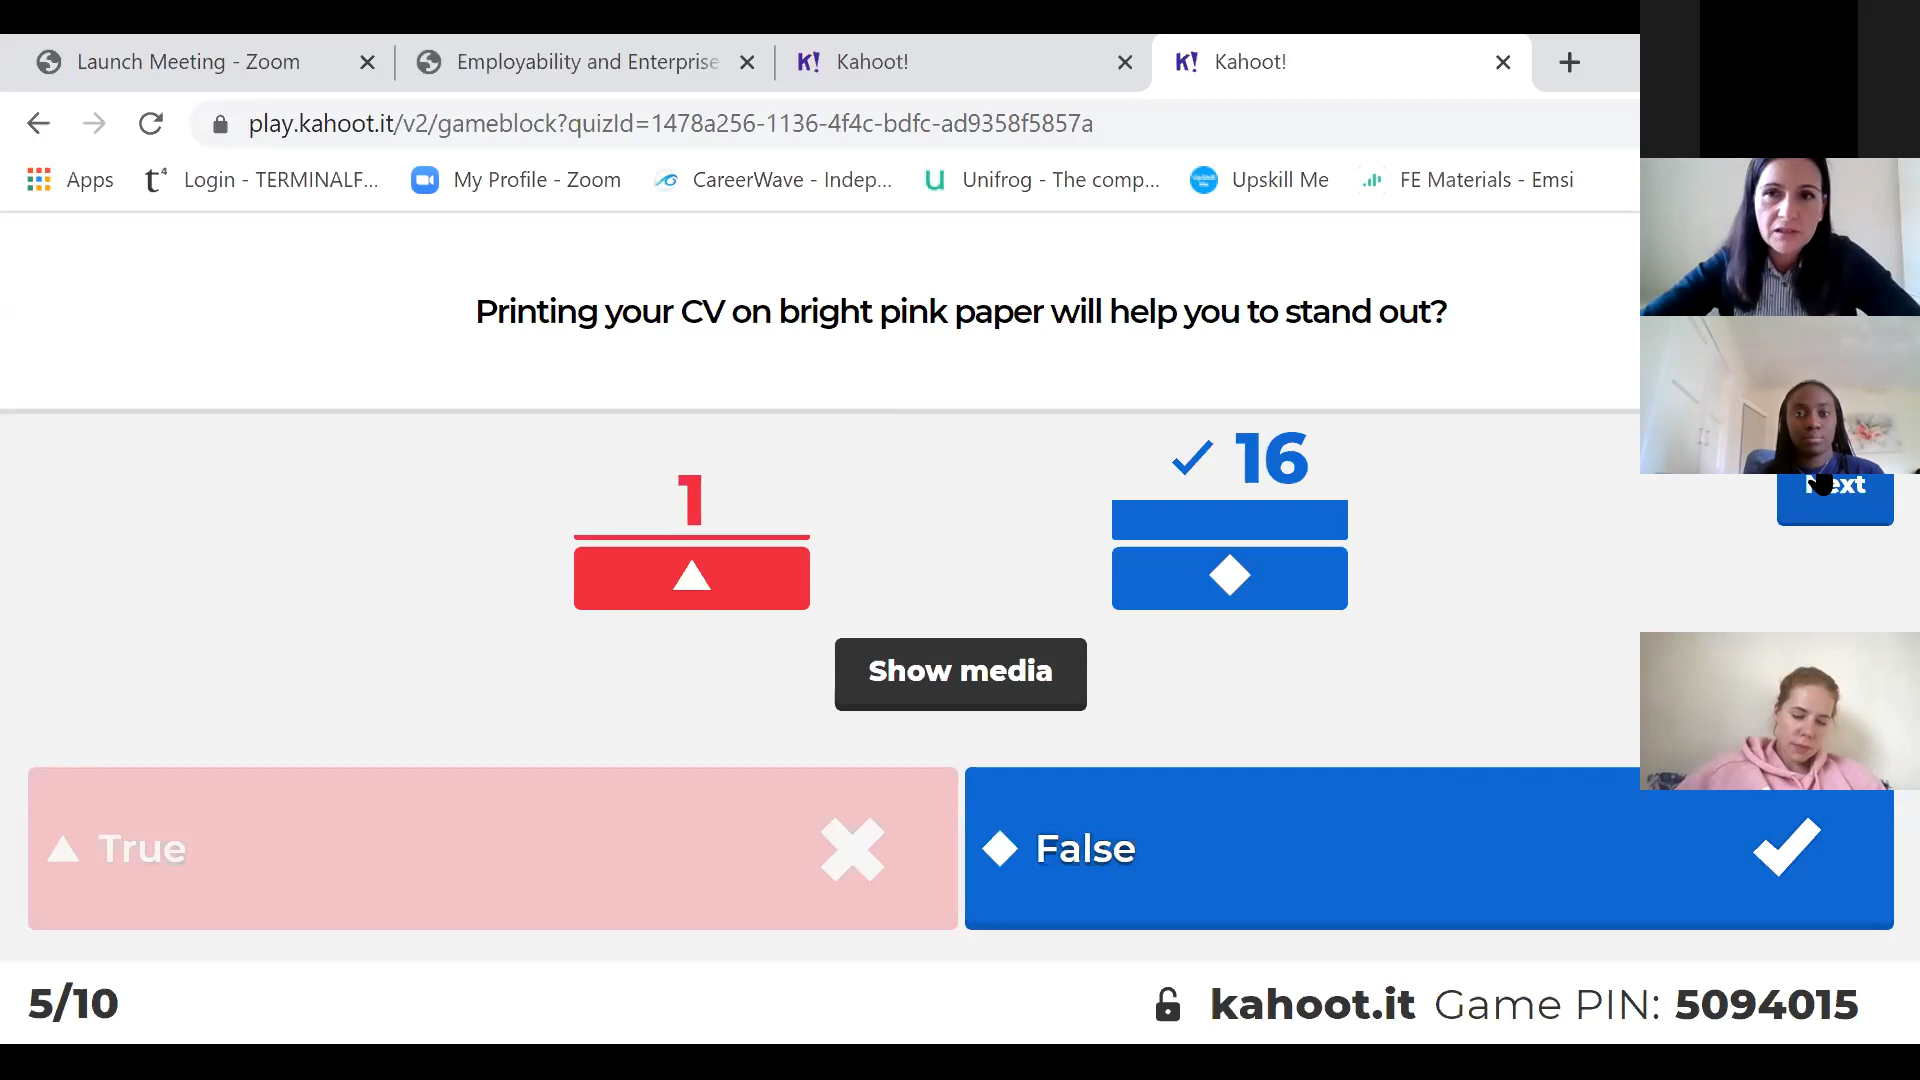 Launch Meeting - Zoom
Employability and Enterprise
K! Kahoot!
K! Kahoot!
play.kahoot.it/v2/gameblock?quizId=1478a256-1136-4f4c-bdfc-ad9358f5857a
Apps
t4 Login - TERMINALF...
My Profile - Zoom
CareerWave - Indep...
Unifrog - The comp...
Upskill Me
FE Materials - Emsi
Printing your CV on bright pink paper will help you to stand out?
1
16
Next
Show media
True
False
5/10
kahoot.it Game PIN: 5094015